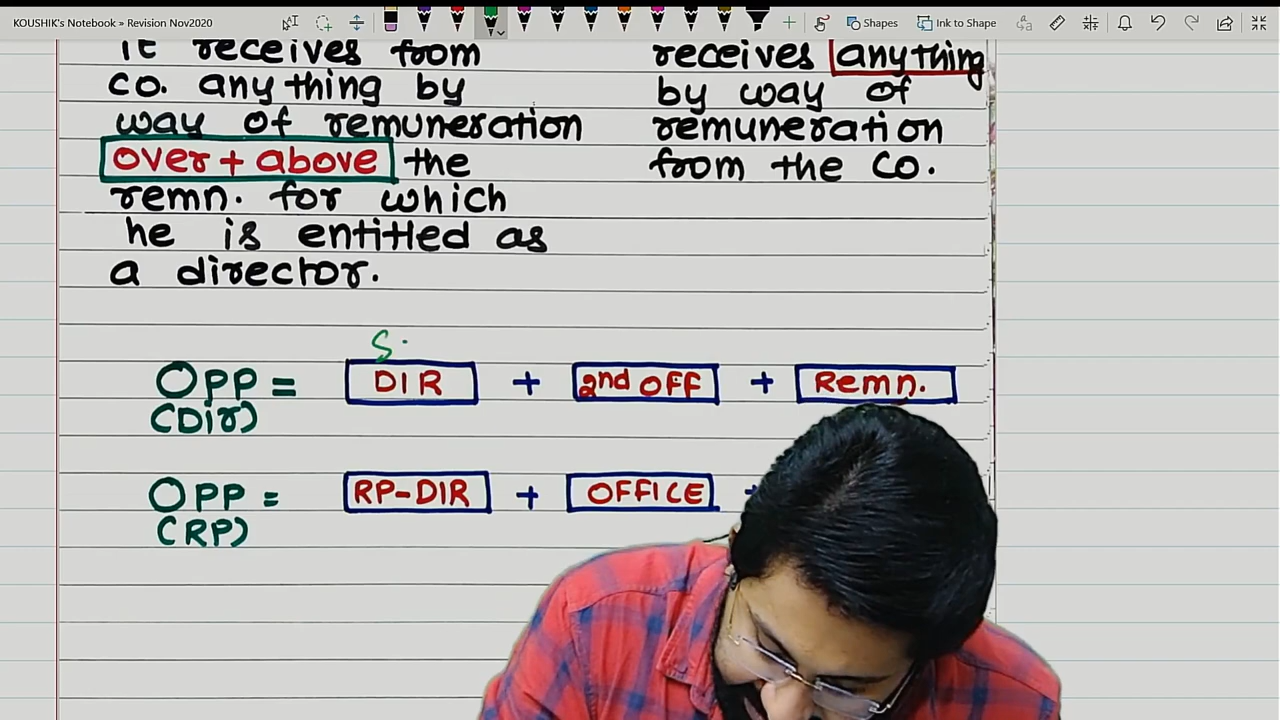 KOUSHIK's Notebook » Revision Nov2020
Shapes
Ink to Shape
it receives from
co. anything by
way of remuneration
over + above the
remn. for which
he is entitled as
a director.
receives anything
by way of
remuneration
from the co.
S.
OPP = DIR + 2nd OFF + Remn.
(Dir)
OPP = RP-DIR + OFFICE +
(RP)